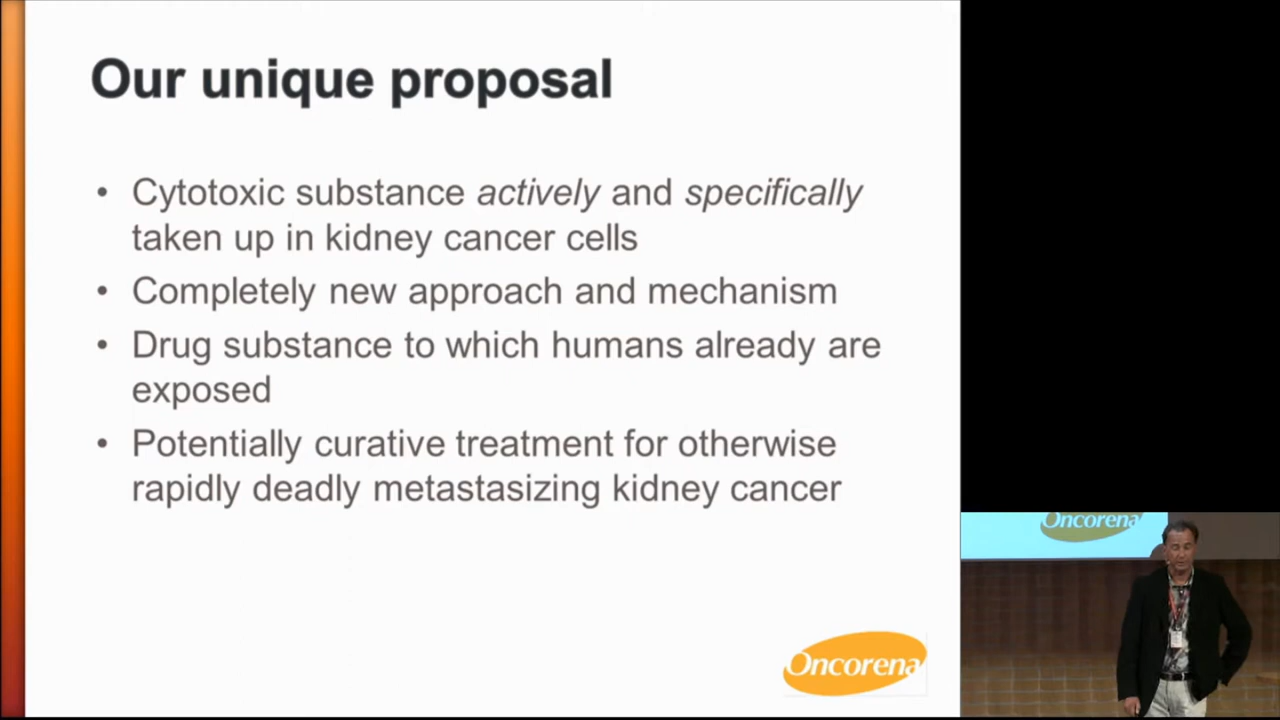 Our unique proposal
• Cytotoxic substance actively and specifically
taken up in kidney cancer cells
• Completely new approach and mechanism
• Drug substance to which humans already are
exposed
• Potentially curative treatment for otherwise
rapidly deadly metastasizing kidney cancer
Oncorena
Oncorena